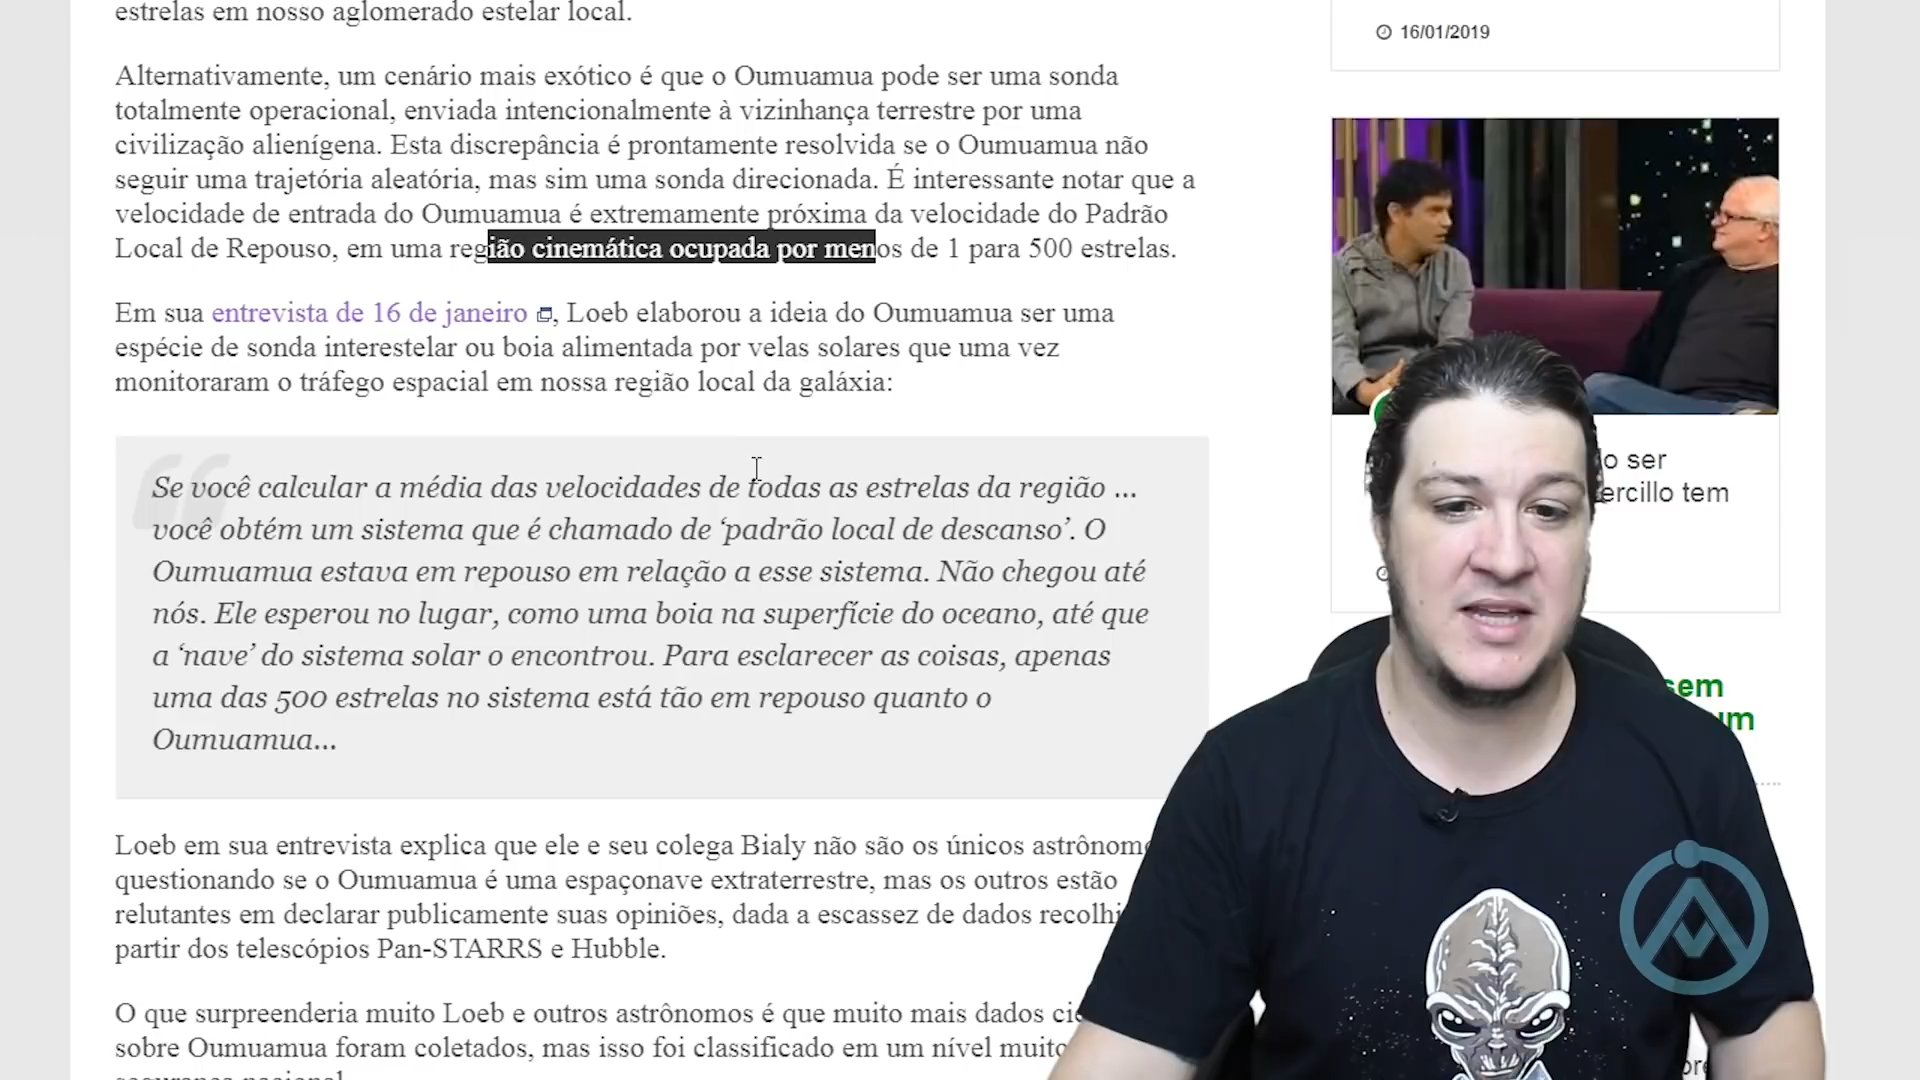 estrelas em nosso aglomerado estelar local.
Alternativamente, um cenário mais exótico é que o Oumuamua pode ser uma sonda
totalmente operacional, enviada intencionalmente à vizinhança terrestre por uma
civilização alienígena. Esta discrepância é prontamente resolvida se o Oumuamua não
seguir uma trajetória aleatória, mas sim uma sonda direcionada. É interessante notar que a
velocidade de entrada do Oumuamua é extremamente próxima da velocidade do Padrão
Local de Repouso, em uma região cinemática ocupada por menos de 1 para 500 estrelas.
Em sua entrevista de 16 de janeiro, Loeb elaborou a ideia do Oumuamua ser uma
espécie de sonda interestelar ou boia alimentada por velas solares que uma vez
monitoraram o tráfego espacial em nossa região local da galáxia:
Se você calcular a média das velocidades de todas as estrelas da região ...
você obtém um sistema que é chamado de ‘padrão local de descanso’. O
Oumuamua estava em repouso em relação a esse sistema. Não chegou até
nós. Ele esperou no lugar, como uma boia na superfície do oceano, até que
a ‘nave’ do sistema solar o encontrou. Para esclarecer as coisas, apenas
uma das 500 estrelas no sistema está tão em repouso quanto o
Oumuamua...
Loeb em sua entrevista explica que ele e seu colega Bialy não são os únicos astrônomo
questionando se o Oumuamua é uma espaçonave extraterrestre, mas os outros estão
relutantes em declarar publicamente suas opiniões, dada a escassez de dados recolhi
partir dos telescópios Pan-STARRS e Hubble.
O que surpreenderia muito Loeb e outros astrônomos é que muito mais dados cie
sobre Oumuamua foram coletados, mas isso foi classificado em um nível muito
16/01/2019
o ser
ercillo tem
sem
um